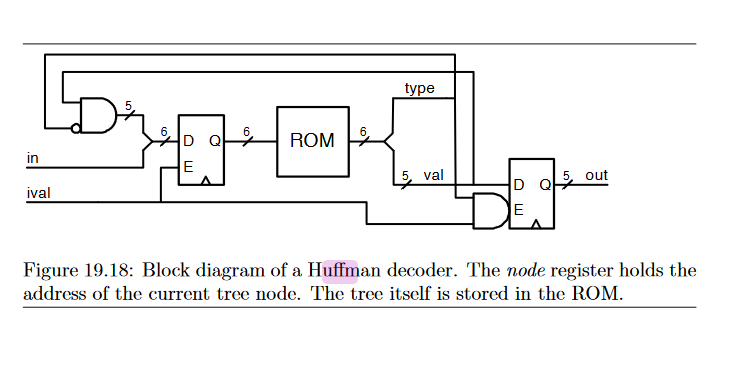 type
5
6
D Q
6
ROM
6
in
E
5 val
D Q
5 out
ival
E
Figure 19.18: Block diagram of a Huffman decoder. The node register holds the
address of the current tree node. The tree itself is stored in the ROM.